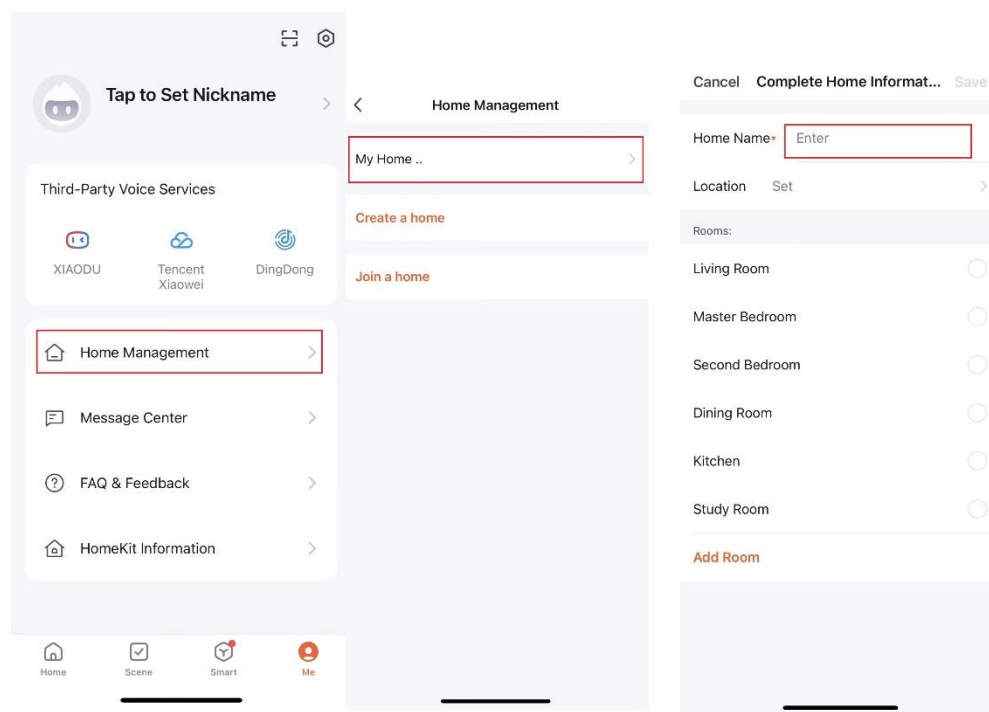 Tap to Set Nickname
Third-Party Voice Services
XIAODU
Tencent
Xiaowei
DingDong
Home Management
Message Center
FAQ & Feedback
HomeKit Information
Home
Scene
Smart
Me
Home Management
My Home ..
Create a home
Join a home
Cancel Complete Home Informat... Save
Home Name* Enter
Location Set
Rooms:
Living Room
Master Bedroom
Second Bedroom
Dining Room
Kitchen
Study Room
Add Room